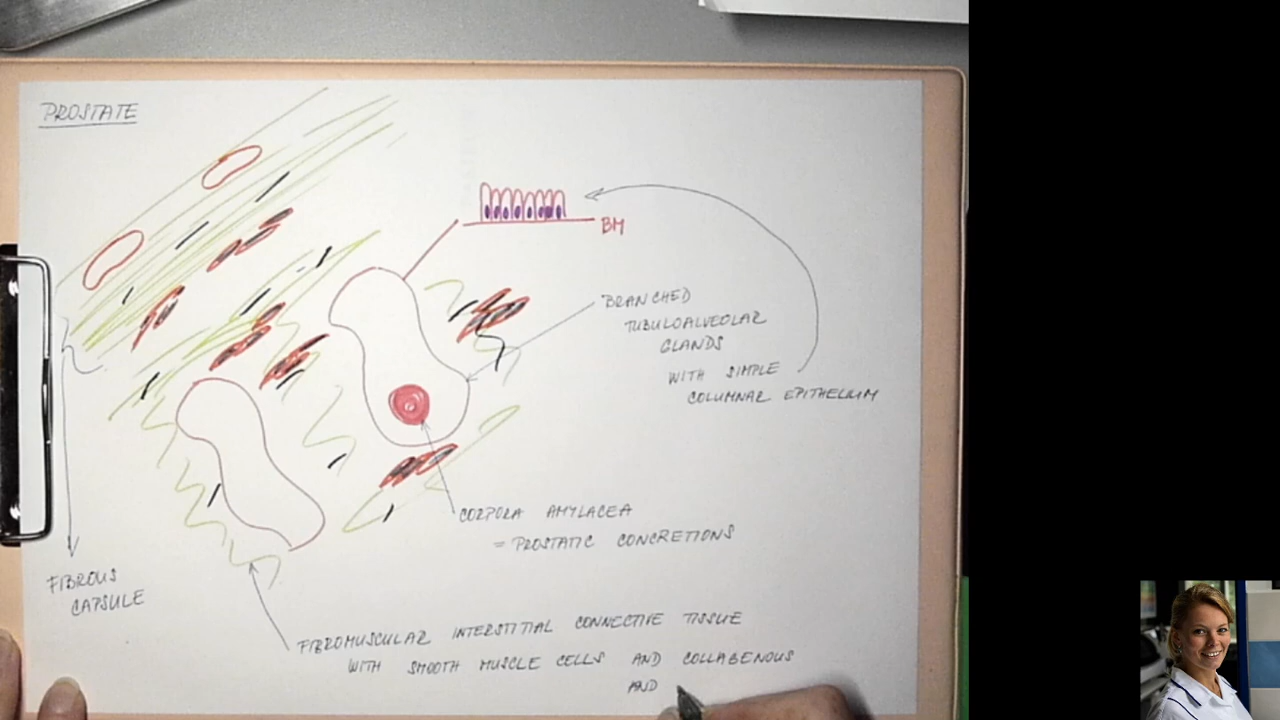 PROSTATE
BM
BRANCHED
TUBULOALVEOLAR
GLANDS
WITH SIMPLE
COLUMNAR EPITHELIUM
CORPORA AMYLACEA
= PROSTATIC CONCRETIONS
FIBROUS
CAPSULE
FIBROMUSCULAR INTERSTITIAL CONNECTIVE TISSUE
WITH SMOOTH MUSCLE CELLS AND COLLAGENOUS
AND